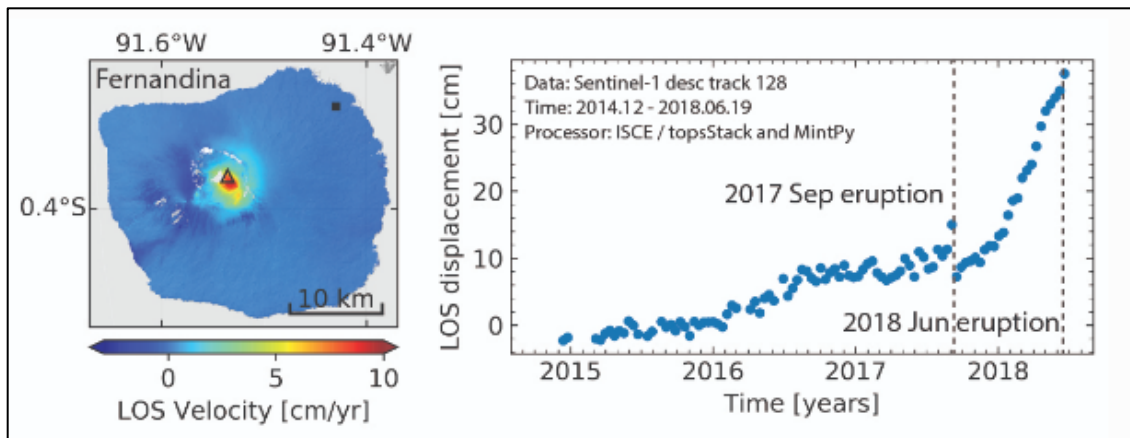 91.6°W 91.4°W
Fernandina
0.4°S
10 km
0 5 10
LOS Velocity [cm/yr]
LOS displacement [cm]
30
20
10
0
Data: Sentinel-1 desc track 128
Time: 2014.12 - 2018.06.19
Processor: ISCE / topsStack and MintPy
2017 Sep eruption
2018 Jun eruption
2015 2016 2017 2018
Time [years]